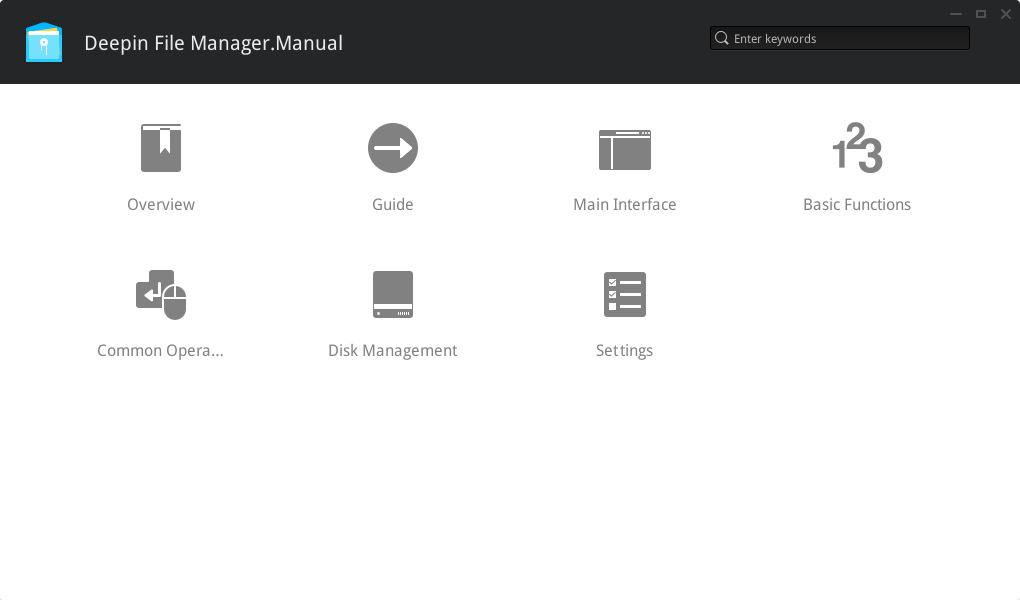 Deepin File Manager.Manual
Enter keywords
123
Overview
Guide
Main Interface
Basic Functions
Common Opera...
Disk Management
Settings